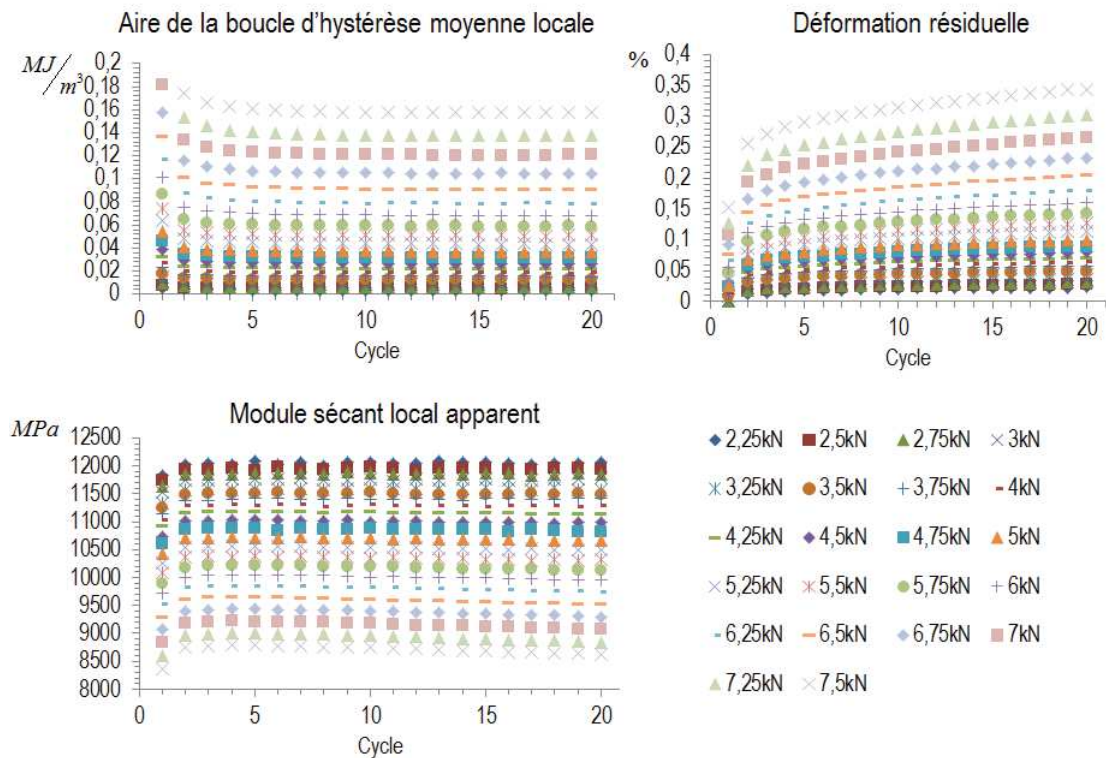 Aire de la boucle d'hystérèse moyenne locale
MJ/m³
0,2
0,18
0,16
0,14
0,12
0,1
0,08
0,06
0,04
0,02
0
0 5 10 15 20
Cycle
Déformation résiduelle
%
0,4
0,35
0,3
0,25
0,2
0,15
0,1
0,05
0
0 5 10 15 20
Cycle
Module sécant local apparent
MPa
12500
12000
11500
11000
10500
10000
9500
9000
8500
8000
0 5 10 15 20
Cycle
2,25kN 2,5kN 2,75kN 3kN
3,25kN 3,5kN 3,75kN 4kN
4,25kN 4,5kN 4,75kN 5kN
5,25kN 5,5kN 5,75kN 6kN
6,25kN 6,5kN 6,75kN 7kN
7,25kN 7,5kN